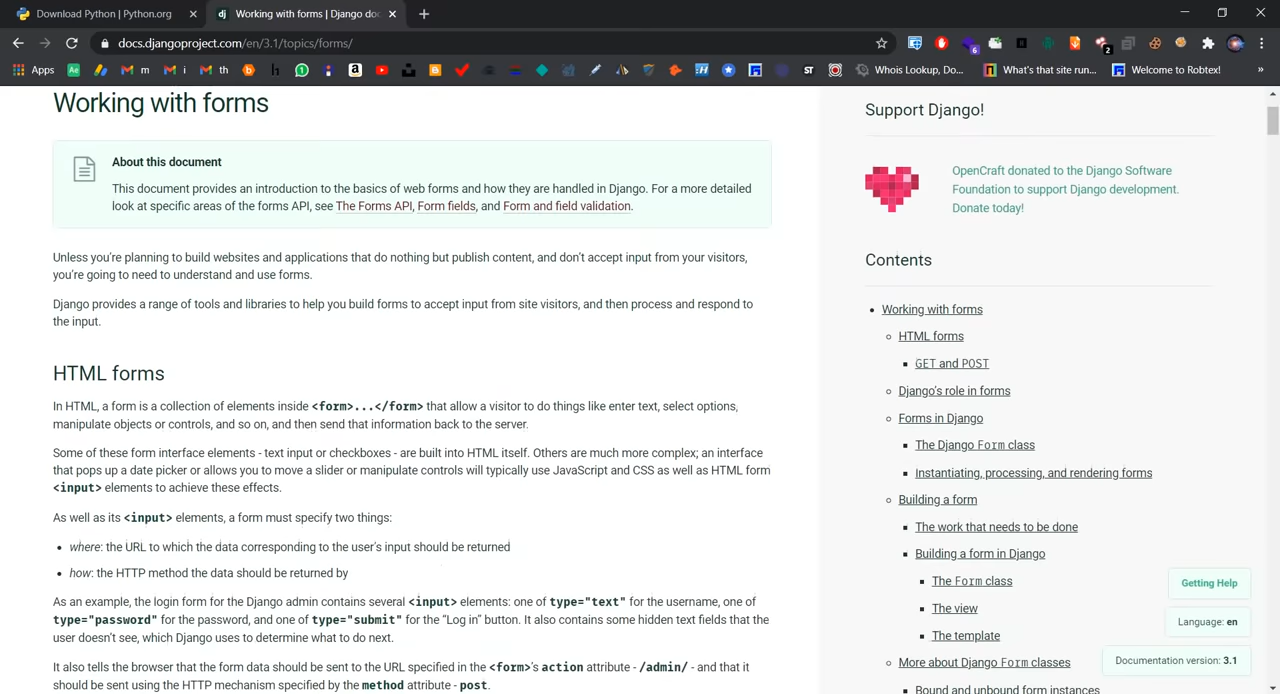 Download Python | Python.org
Working with forms | Django doc
docs.djangoproject.com/en/3.1/topics/forms/
6
2
Apps
m
i
th
ST
Whois Lookup, Do...
What's that site run...
Welcome to Robtex!
»
Working with forms
About this document
This document provides an introduction to the basics of web forms and how they are handled in Django. For a more detailed
look at specific areas of the forms API, see The Forms API, Form fields, and Form and field validation.
Unless you're planning to build websites and applications that do nothing but publish content, and don't accept input from your visitors,
you're going to need to understand and use forms.
Django provides a range of tools and libraries to help you build forms to accept input from site visitors, and then process and respond to
the input.
HTML forms
In HTML, a form is a collection of elements inside <form>...</form> that allow a visitor to do things like enter text, select options,
manipulate objects or controls, and so on, and then send that information back to the server.
Some of these form interface elements - text input or checkboxes - are built into HTML itself. Others are much more complex; an interface
that pops up a date picker or allows you to move a slider or manipulate controls will typically use JavaScript and CSS as well as HTML form
<input> elements to achieve these effects.
As well as its <input> elements, a form must specify two things:
• where: the URL to which the data corresponding to the user's input should be returned
• how: the HTTP method the data should be returned by
As an example, the login form for the Django admin contains several <input> elements: one of type="text" for the username, one of
type="password" for the password, and one of type="submit" for the "Log in" button. It also contains some hidden text fields that the
user doesn't see, which Django uses to determine what to do next.
It also tells the browser that the form data should be sent to the URL specified in the <form>'s action attribute - /admin/ - and that it
should be sent using the HTTP mechanism specified by the method attribute - post.
Support Django!
OpenCraft donated to the Django Software
Foundation to support Django development.
Donate today!
Contents
• Working with forms
HTML forms
GET and POST
Django's role in forms
Forms in Django
The Django Form class
Instantiating, processing, and rendering forms
Building a form
The work that needs to be done
Building a form in Django
The Form class
The view
The template
More about Django Form classes
Bound and unbound form instances
Getting Help
Language: en
Documentation version: 3.1